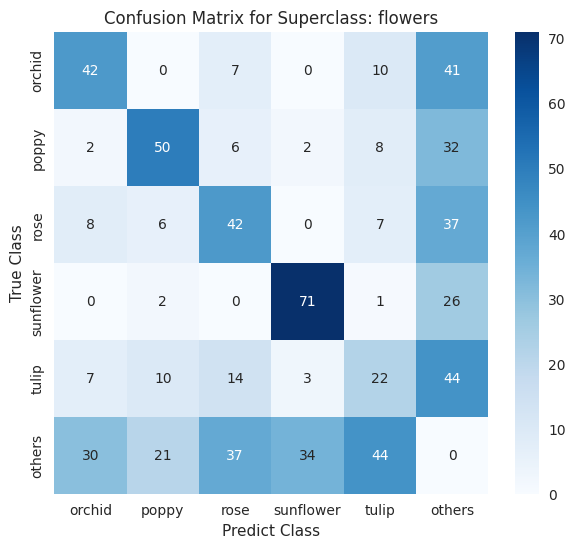 Confusion Matrix for Superclass: flowers
True Class
orchid 42 0 7 0 10 41
poppy 2 50 6 2 8 32
rose 8 6 42 0 7 37
sunflower 0 2 0 71 1 26
tulip 7 10 14 3 22 44
others 30 21 37 34 44 0
orchid poppy rose sunflower tulip others
Predict Class
70
60
50
40
30
20
10
0